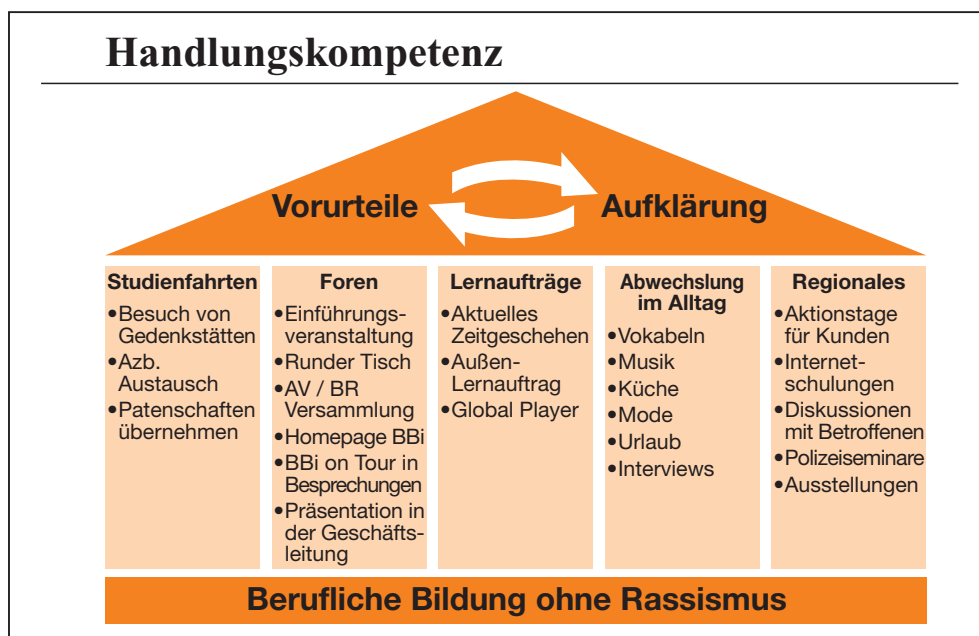 Handlungskompetenz
Vorurteile
Aufklärung
Studienfahrten
•Besuch von
Gedenkstätten
•Azb.
Austausch
•Patenschaften
übernehmen
Foren
•Einführungs-
veranstaltung
•Runder Tisch
•AV / BR
Versammlung
•Homepage BBi
•BBi on Tour in
Besprechungen
•Präsentation in
der Geschäfts-
leitung
Lernaufträge
•Aktuelles
Zeitgeschehen
•Außen-
Lernauftrag
•Global Player
Abwechslung
im Alltag
•Vokabeln
•Musik
•Küche
•Mode
•Urlaub
•Interviews
Regionales
•Aktionstage
für Kunden
•Internet-
schulungen
•Diskussionen
mit Betroffenen
•Polizeiseminare
•Ausstellungen
Berufliche Bildung ohne Rassismus